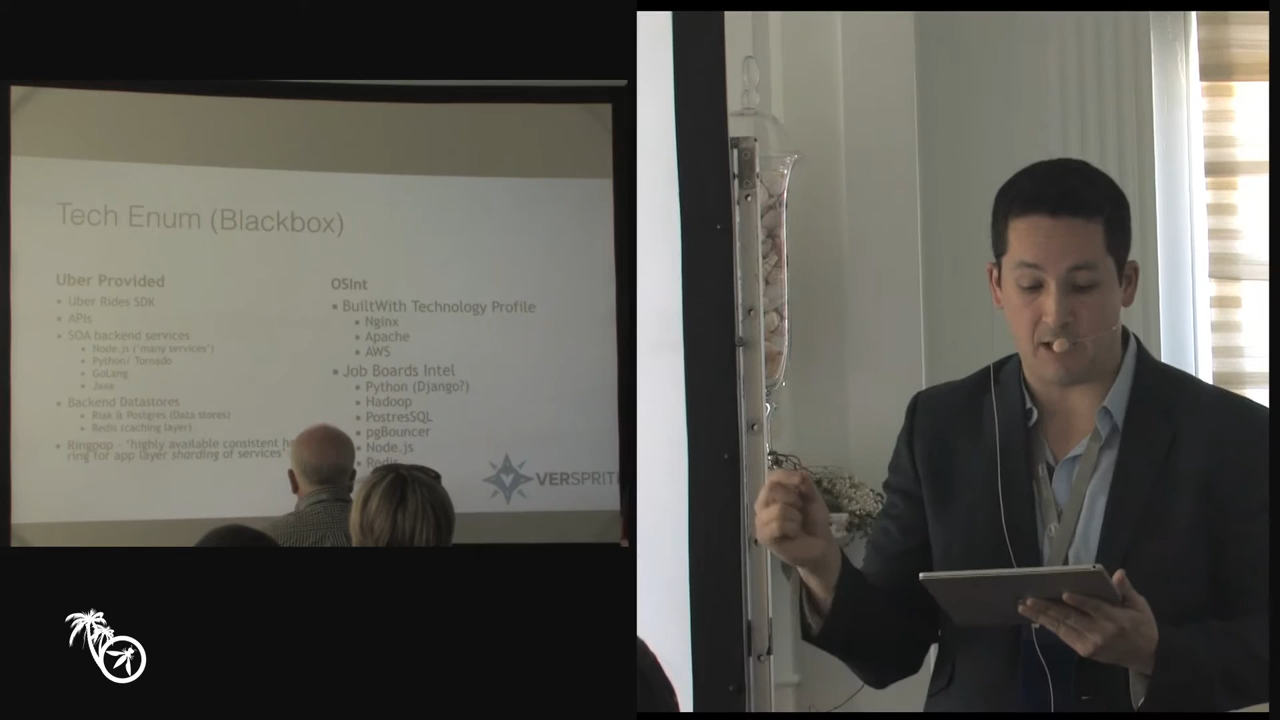 Tech Enum (Blackbox)
Uber Provided
Uber Rides SDK
APIs
SOA backend services
Node.js ('many services')
Python/ Tornado
GoLang
Java
Backend Datastores
Riak & Postgres (Data stores)
Redis (caching layer)
Ringpop - 'highly available consistent
ring for app layer sharding of services'
OSInt
BuiltWith Technology Profile
Nginx
Apache
AWS
Job Boards Intel
Python (Django?)
Hadoop
PostresSQL
pgBouncer
Node.js
Redis
VERSPRIT